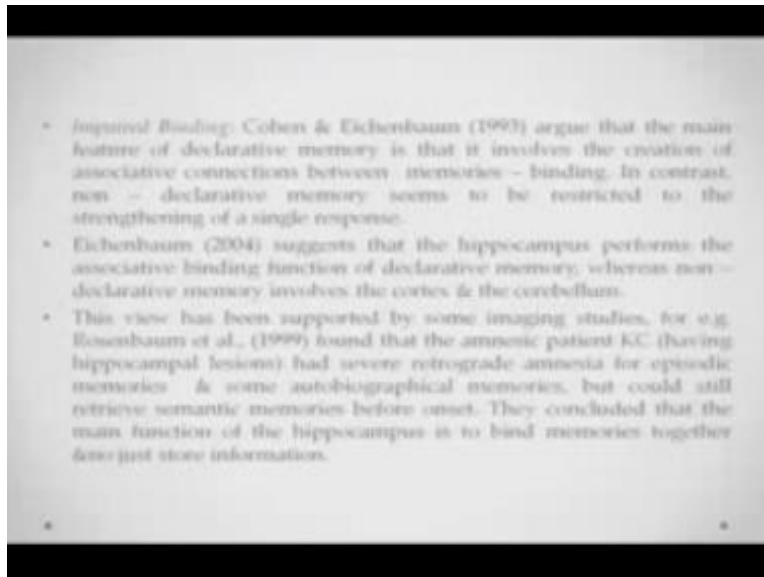 • Impaired Binding: Cohen & Eichenbaum (1993) argue that the main
feature of declarative memory is that it involves the creation of
associative connections between memories – binding. In contrast,
non – declarative memory seems to be restricted to the
strengthening of a single response.
• Eichenbaum (2004) suggests that the hippocampus performs the
associative binding function of declarative memory, whereas non –
declarative memory involves the cortex & the cerebellum.
• This view has been supported by some imaging studies, for e.g.
Rosenbaum et al., (1999) found that the amnesic patient KC (having
hippocampal lesions) had severe retrograde amnesia for episodic
memories & some autobiographical memories, but could still
retrieve semantic memories before onset. They concluded that the
main function of the hippocampus is to bind memories together
&no just store information.